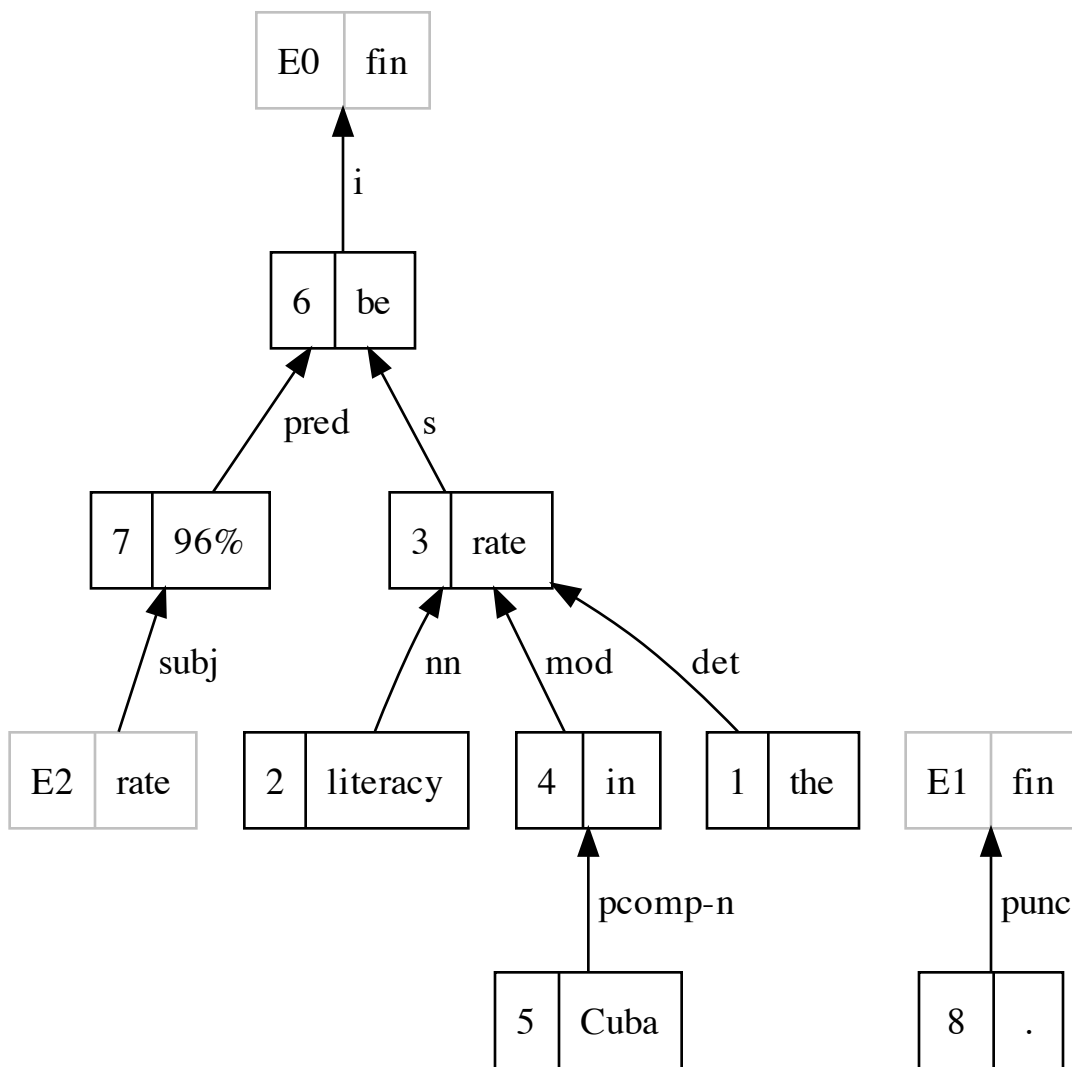 E0 fin
i
6 be
pred s
7 96% 3 rate
subj nn mod det
E2 rate 2 literacy 4 in 1 the E1 fin
pcomp-n punc
5 Cuba 8 .